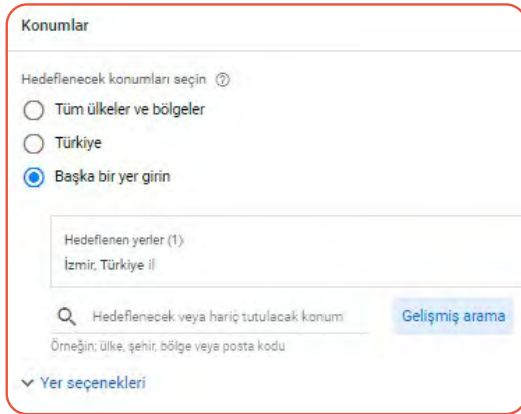 Konumlar
Hedeflenecek konumları seçin
Tüm ülkeler ve bölgeler
Türkiye
Başka bir yer girin
Hedeflenen yerler (1)
İzmir, Türkiye il
Hedeflenecek veya hariç tutulacak konum
Gelişmiş arama
Örneğin; ülke, şehir, bölge veya posta kodu
Yer seçenekleri